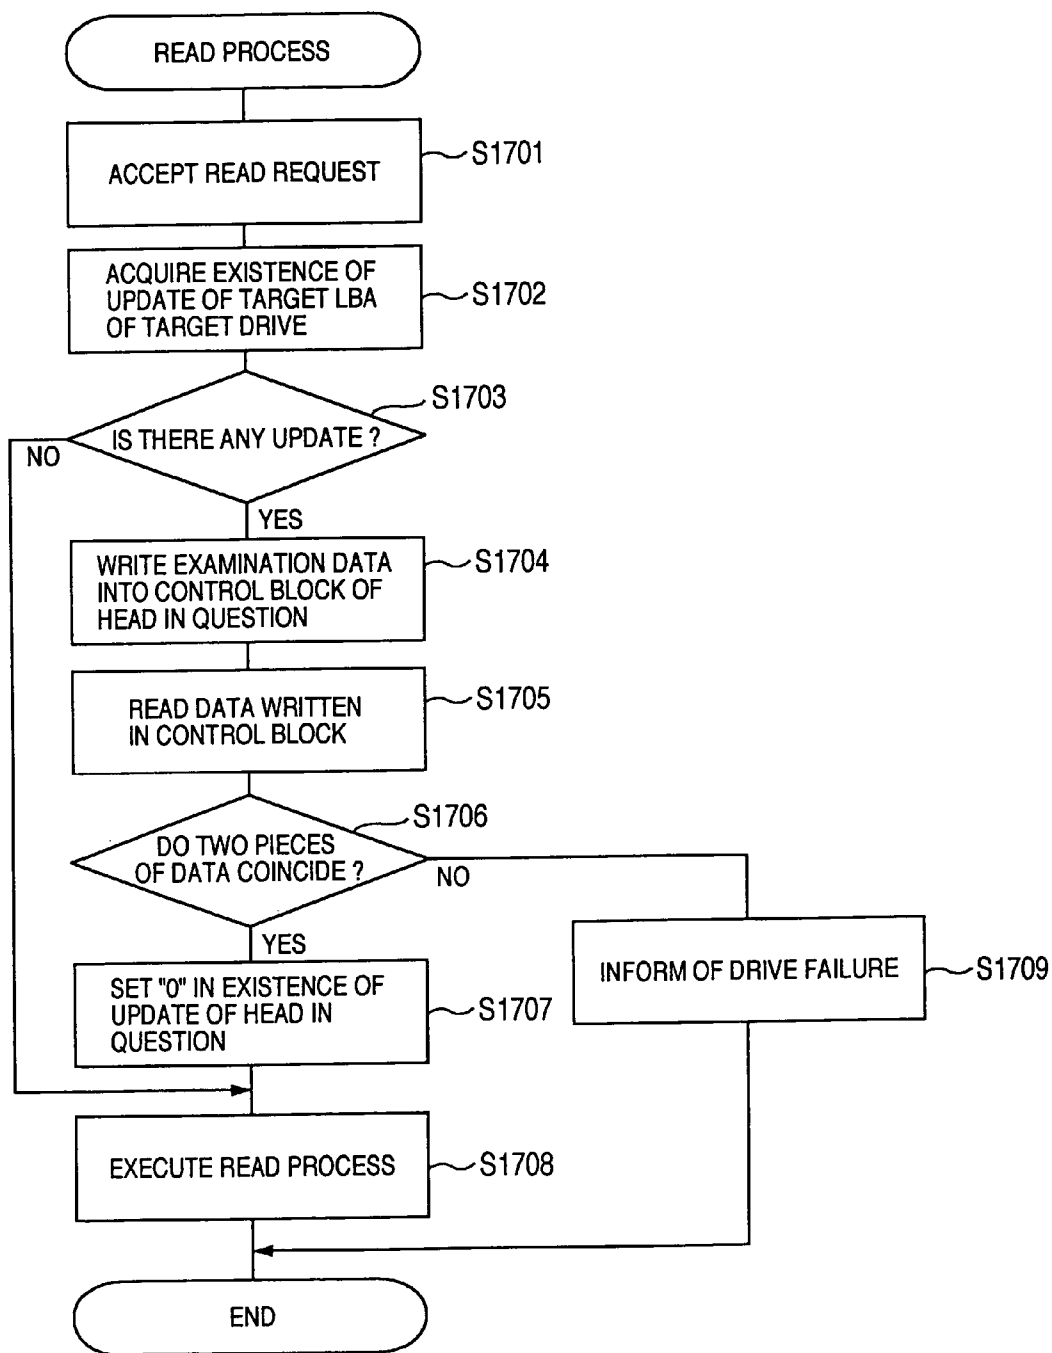 READ PROCESS
ACCEPT READ REQUEST
S1701
ACQUIRE EXISTENCE OF
UPDATE OF TARGET LBA
OF TARGET DRIVE
S1702
IS THERE ANY UPDATE ?
S1703
NO
YES
WRITE EXAMINATION DATA
INTO CONTROL BLOCK OF
HEAD IN QUESTION
S1704
READ DATA WRITTEN
IN CONTROL BLOCK
S1705
DO TWO PIECES
OF DATA COINCIDE ?
S1706
NO
YES
SET "0" IN EXISTENCE OF
UPDATE OF HEAD IN
QUESTION
S1707
INFORM OF DRIVE FAILURE
S1709
EXECUTE READ PROCESS
S1708
END